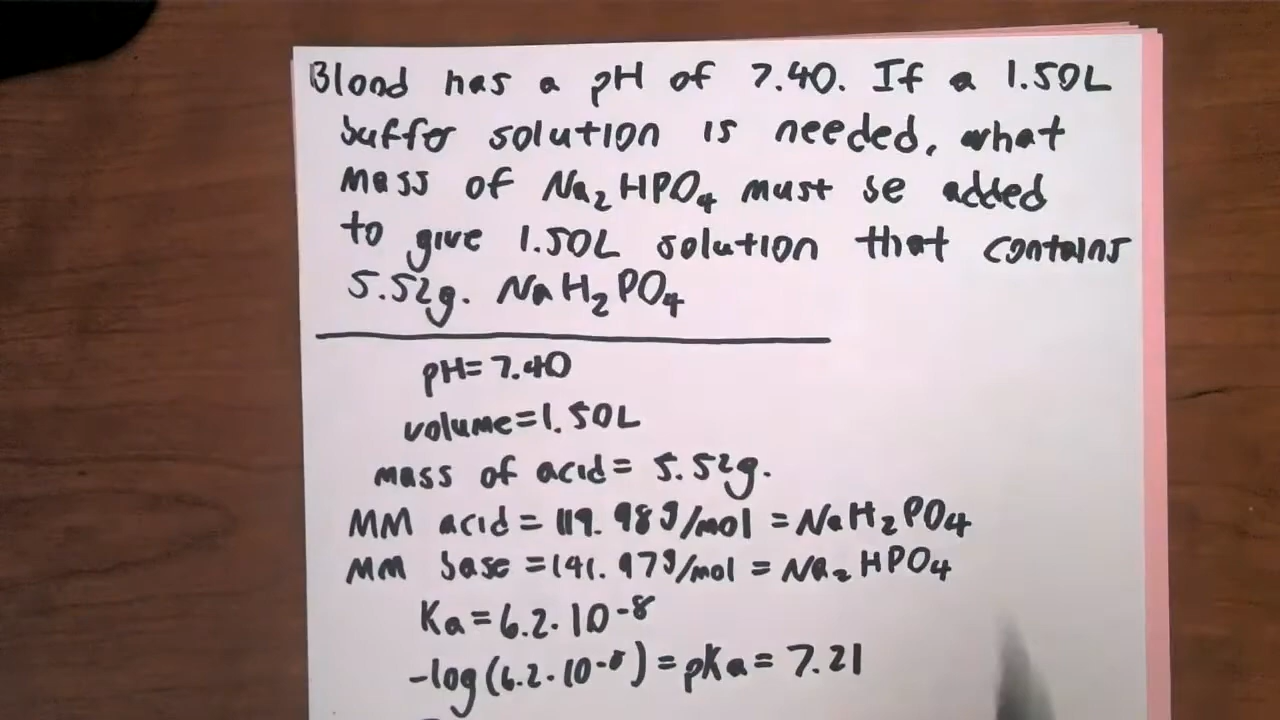 Blood has a pH of 7.40. If a 1.50L
buffer solution is needed, what
mass of Na₂HPO₄ must be added
to give 1.50L solution that contains
5.52g. NaH₂PO₄
pH=7.40
volume=1.50L
mass of acid= 5.52g.
MM acid = 119.98g/mol = NaH₂PO₄
MM base =141.97g/mol = Na₂HPO₄
Ka=6.2·10⁻⁸
-log(6.2·10⁻⁸)=pKa=7.21